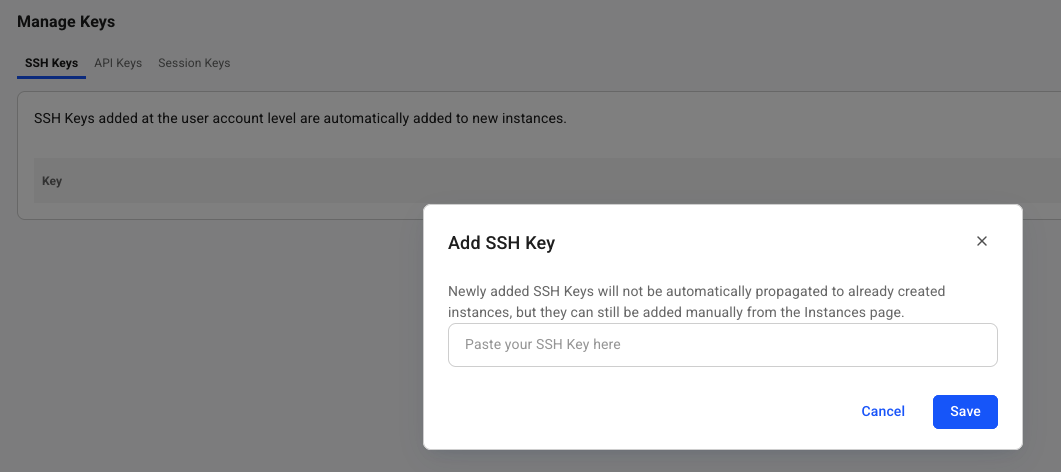 Manage Keys
SSH Keys API Keys Session Keys
SSH Keys added at the user account level are automatically added to new instances.
Key
Add SSH Key
Newly added SSH Keys will not be automatically propagated to already created
instances, but they can still be added manually from the Instances page.
Paste your SSH Key here
Cancel Save